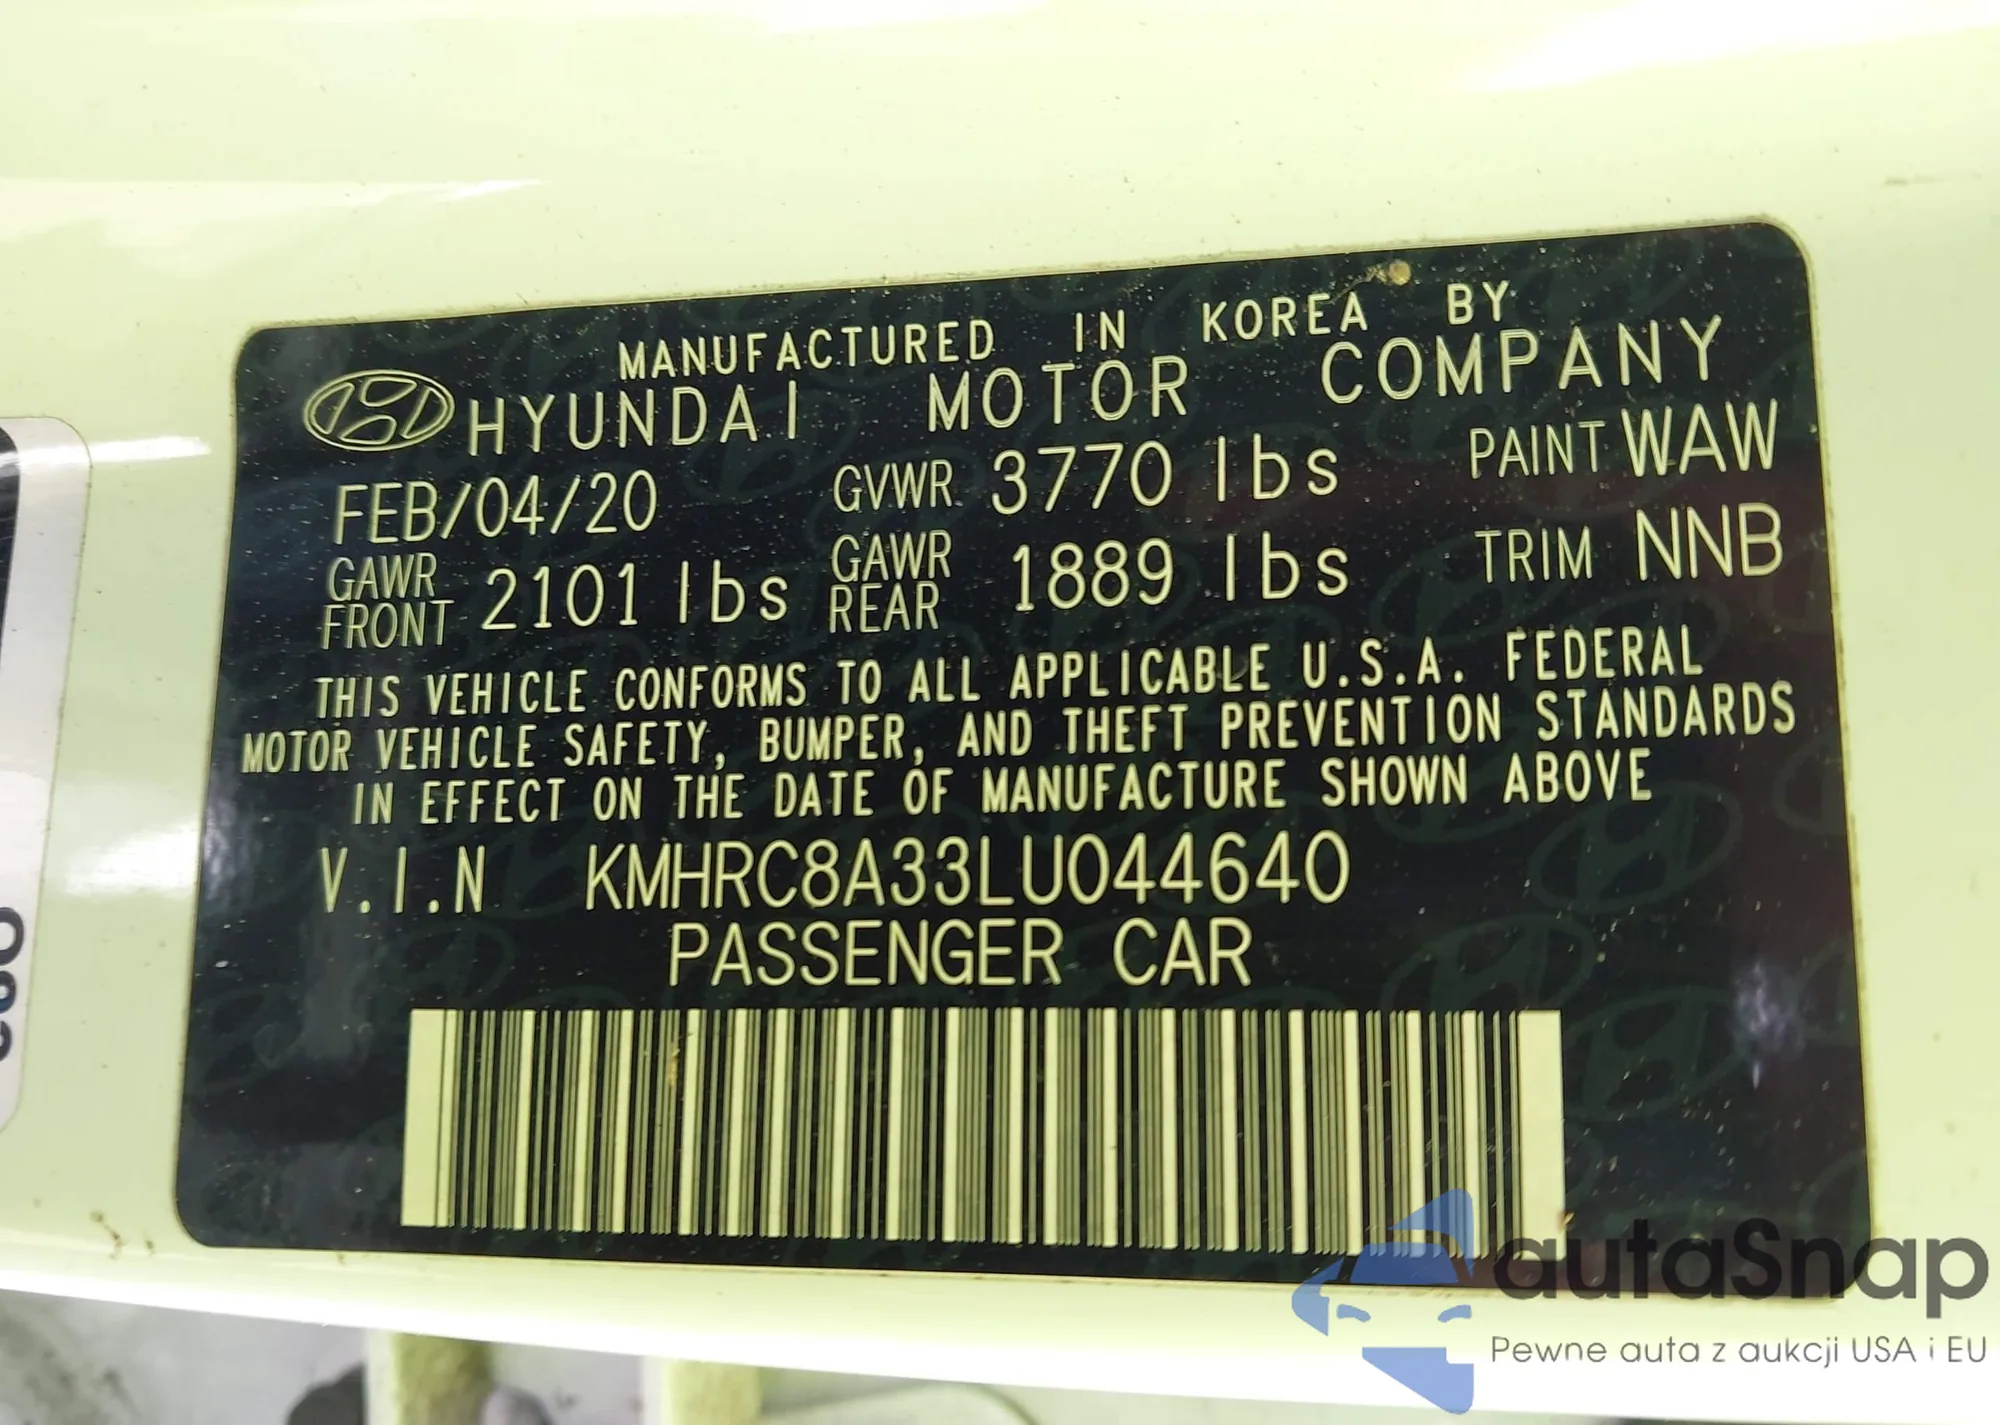 MANUFACTURED IN KOREA BY
HYUNDAI MOTOR COMPANY
FEB/04/20 GVWR 3770 lbs PAINT WAW
GAWR FRONT 2101 lbs GAWR REAR 1889 lbs TRIM NNB
THIS VEHICLE CONFORMS TO ALL APPLICABLE U.S.A. FEDERAL
MOTOR VEHICLE SAFETY, BUMPER, AND THEFT PREVENTION STANDARDS
IN EFFECT ON THE DATE OF MANUFACTURE SHOWN ABOVE
V.I.N KMHRC8A33LU044640
PASSENGER CAR
autaSnap
Pewne auta z aukcji USA i EU